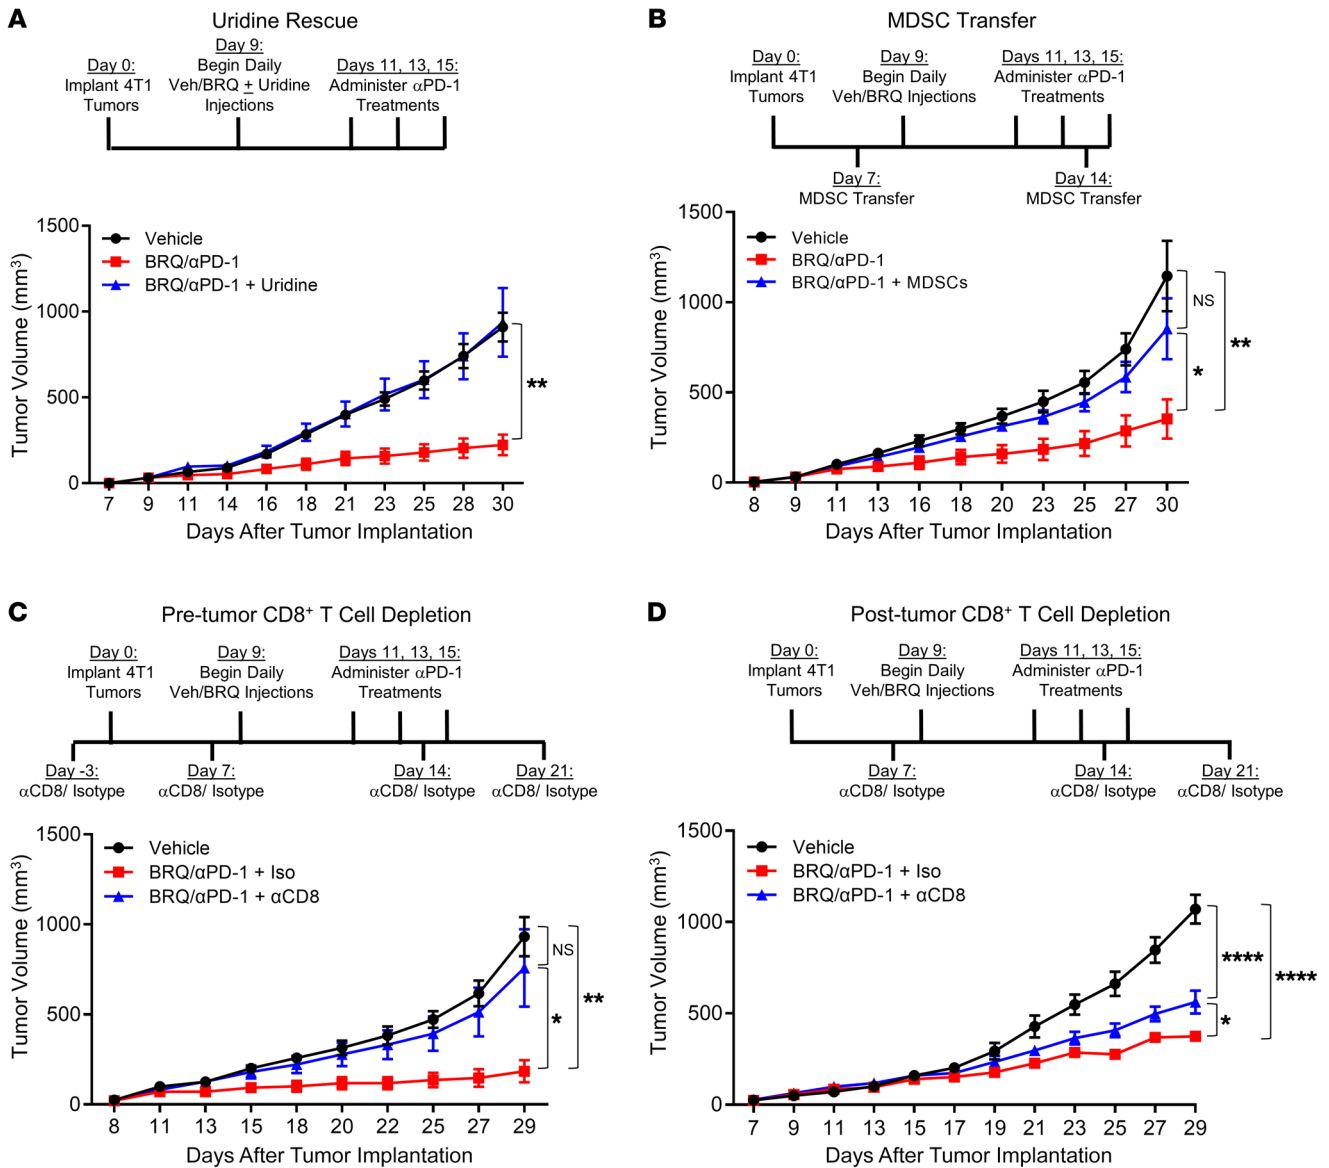 A
Uridine Rescue
Day 0:
Implant 4T1
Tumors
Day 9:
Begin Daily
Veh/BRQ + Uridine
Injections
Days 11, 13, 15:
Administer αPD-1
Treatments
1500
1000
500
0
Tumor Volume (mm³)
Vehicle
BRQ/αPD-1
BRQ/αPD-1 + Uridine
**
7 9 11 14 16 18 21 23 25 28 30
Days After Tumor Implantation
B
MDSC Transfer
Day 0:
Implant 4T1
Tumors
Day 9:
Begin Daily
Veh/BRQ Injections
Days 11, 13, 15:
Administer αPD-1
Treatments
Day 7:
MDSC Transfer
Day 14:
MDSC Transfer
1500
1000
500
0
Tumor Volume (mm³)
Vehicle
BRQ/αPD-1
BRQ/αPD-1 + MDSCs
NS
*
**
8 9 11 13 16 18 20 23 25 27 30
Days After Tumor Implantation
C
Pre-tumor CD8⁺ T Cell Depletion
Day 0:
Implant 4T1
Tumors
Day 9:
Begin Daily
Veh/BRQ Injections
Days 11, 13, 15:
Administer αPD-1
Treatments
Day -3:
αCD8/ Isotype
Day 7:
αCD8/ Isotype
Day 14:
αCD8/ Isotype
Day 21:
αCD8/ Isotype
1500
1000
500
0
Tumor Volume (mm³)
Vehicle
BRQ/αPD-1 + Iso
BRQ/αPD-1 + αCD8
NS
*
**
8 11 13 15 18 20 22 25 27 29
Days After Tumor Implantation
D
Post-tumor CD8⁺ T Cell Depletion
Day 0:
Implant 4T1
Tumors
Day 9:
Begin Daily
Veh/BRQ Injections
Days 11, 13, 15:
Administer αPD-1
Treatments
Day 7:
αCD8/ Isotype
Day 14:
αCD8/ Isotype
Day 21:
αCD8/ Isotype
1500
1000
500
0
Tumor Volume (mm³)
Vehicle
BRQ/αPD-1 + Iso
BRQ/αPD-1 + αCD8
****
*
****
7 9 11 13 15 17 19 21 23 25 27 29
Days After Tumor Implantation